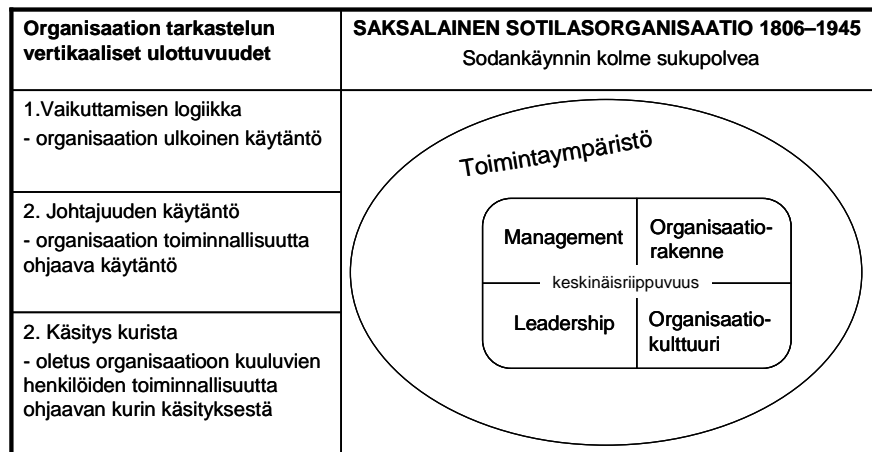 Organisaation tarkastelun
vertikaaliset ulottuvuudet
SAKSALAINEN SOTILASORGANISAATIO 1806–1945
Sodankäynnin kolme sukupolvea
1.Vaikuttamisen logiikka
- organisaation ulkoinen käytäntö
2. Johtajuuden käytäntö
- organisaation toiminnallisuutta
ohjaava käytäntö
2. Käsitys kurista
- oletus organisaatioon kuuluvien
henkilöiden toiminnallisuutta
ohjaavan kurin käsityksestä
Toimintaympäristö
Management
Organisaatio-
rakenne
keskinäisriippuvuus
Leadership
Organisaatio-
kulttuuri